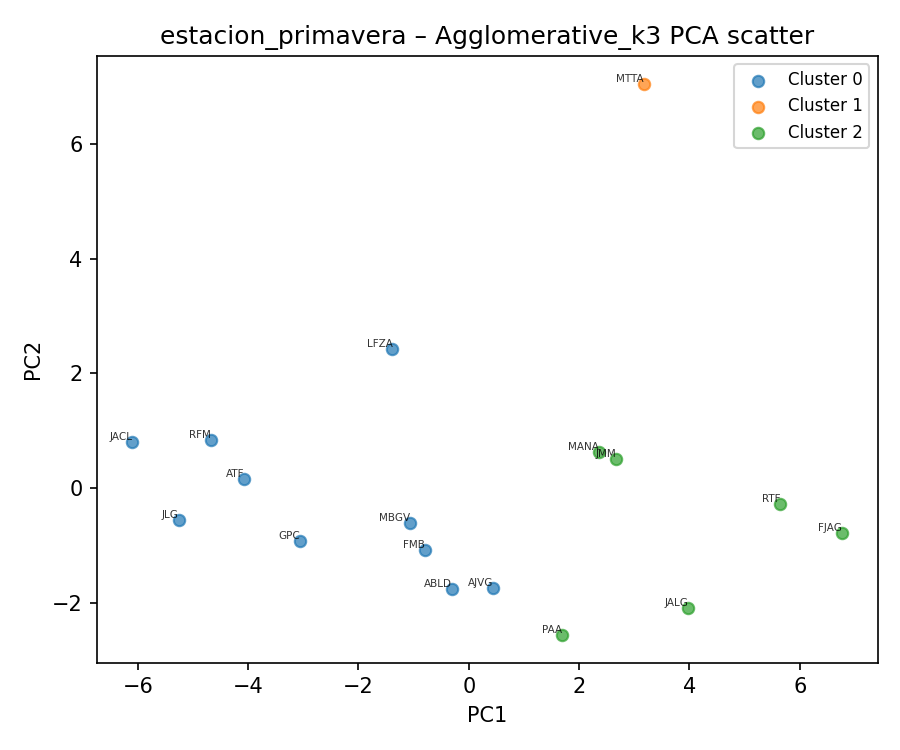 estacion_primavera – Agglomerative_k3 PCA scatter
MTTA
Cluster 0
Cluster 1
Cluster 2
6
4
PC2
2
0
−2
LFZA
JACL
RFM
ATF
JLG
GPC
MBGV
FMB
ABLD
AJVG
MANA
JMM
RTF
FJAG
JALG
PAA
−6
−4
−2
0
2
4
6
PC1